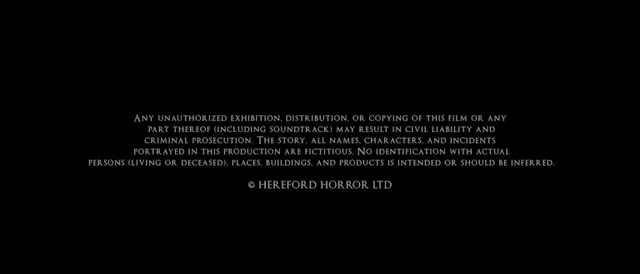 Any unauthorized exhibition, distribution, or copying of this film or any
part thereof (including soundtrack) may result in civil liability and
criminal prosecution. The story, all names, characters, and incidents
portrayed in this production are fictitious. No identification with actual
persons (living or deceased), places, buildings, and products is intended or should be inferred.
© HEREFORD HORROR LTD